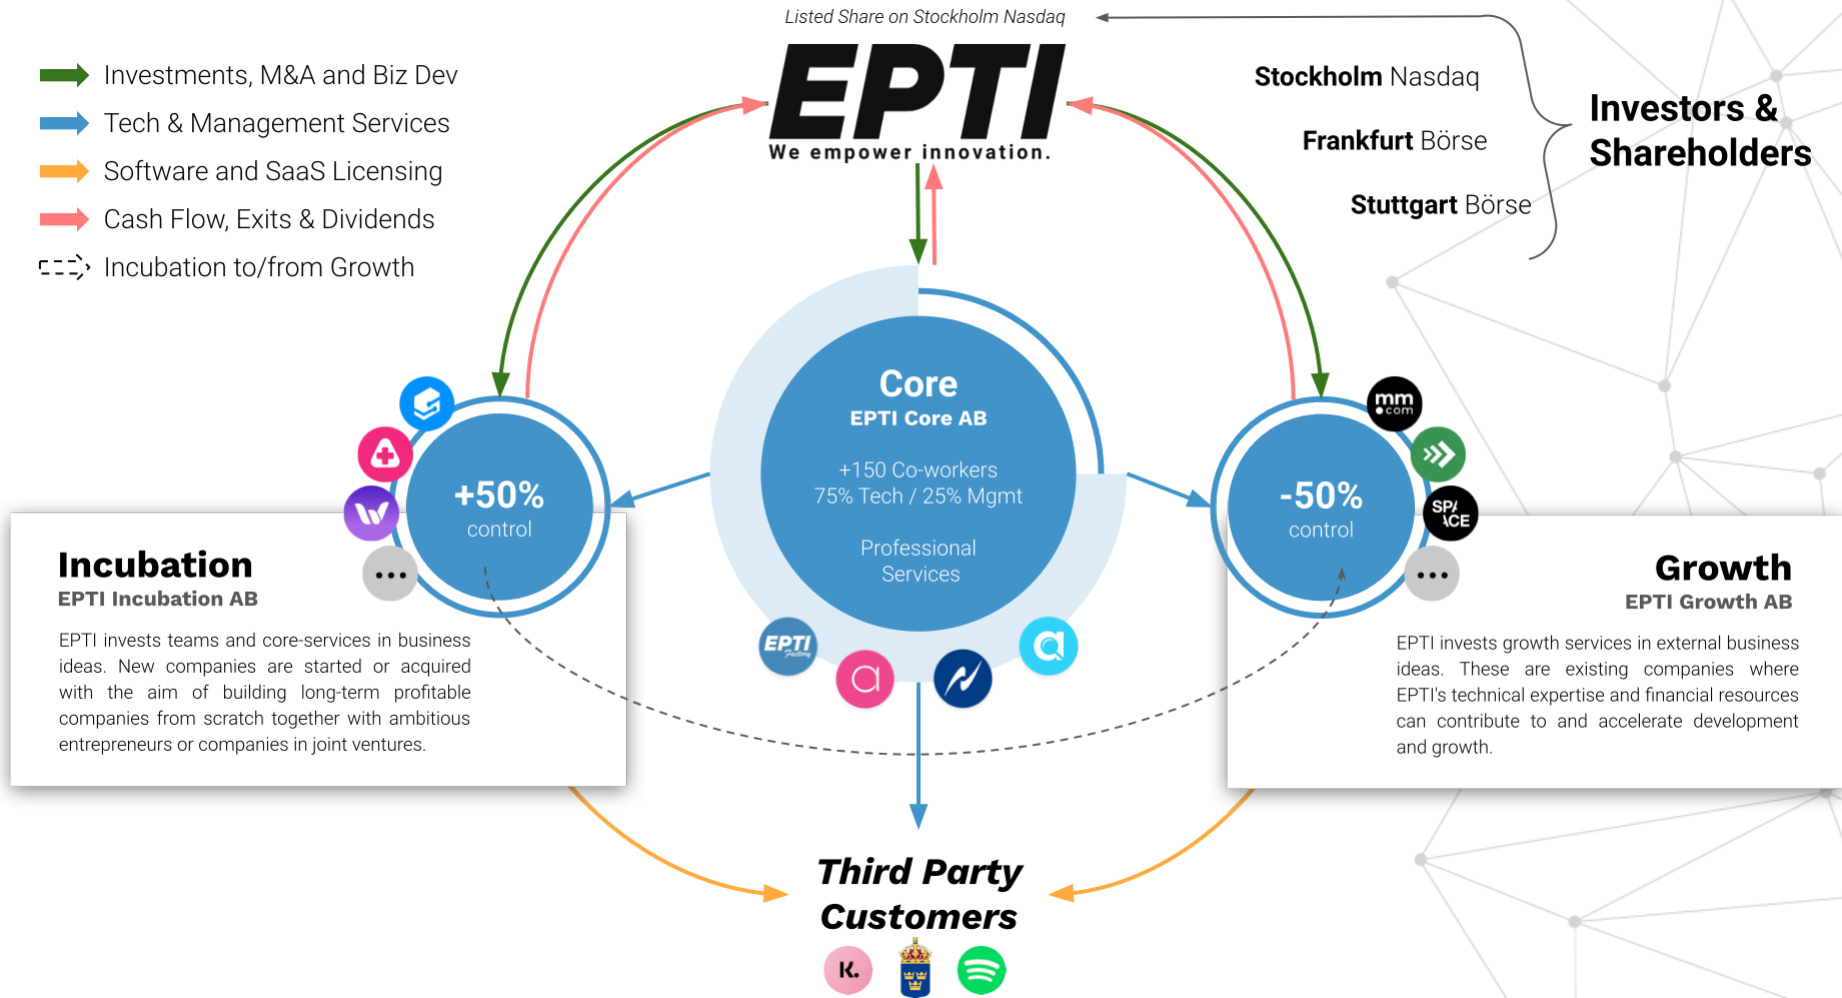 Listed Share on Stockholm Nasdaq
EPTI
We empower innovation.
Investments, M&A and Biz Dev
Tech & Management Services
Software and SaaS Licensing
Cash Flow, Exits & Dividends
Incubation to/from Growth
Stockholm Nasdaq
Frankfurt Börse
Stuttgart Börse
Investors &
Shareholders
Core
EPTI Core AB
+150 Co-workers
75% Tech / 25% Mgmt
Professional
Services
EPTI
Factory
a
a
+50%
control
W
Incubation
EPTI Incubation AB
EPTI invests teams and core-services in business
ideas. New companies are started or acquired
with the aim of building long-term profitable
companies from scratch together with ambitious
entrepreneurs or companies in joint ventures.
-50%
control
mm
.com
SPA
ACE
Growth
EPTI Growth AB
EPTI invests growth services in external business
ideas. These are existing companies where
EPTI's technical expertise and financial resources
can contribute to and accelerate development
and growth.
Third Party
Customers
K.